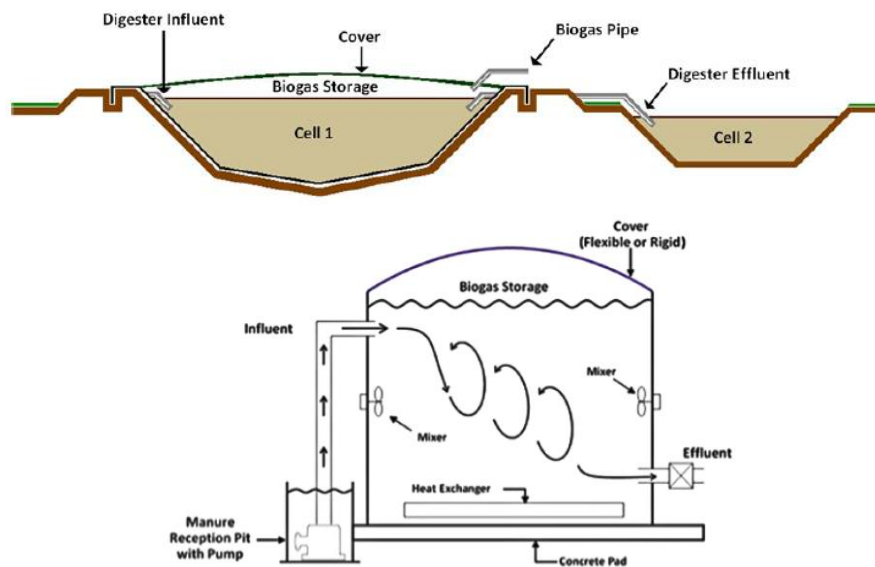 Digester Influent
Cover
Biogas Pipe
Digester Effluent
Biogas Storage
Cell 1
Cell 2
Cover
(Flexible or Rigid)
Biogas Storage
Influent
Mixer
Mixer
Effluent
Heat Exchanger
Manure
Reception Pit
with Pump
Concrete Pad